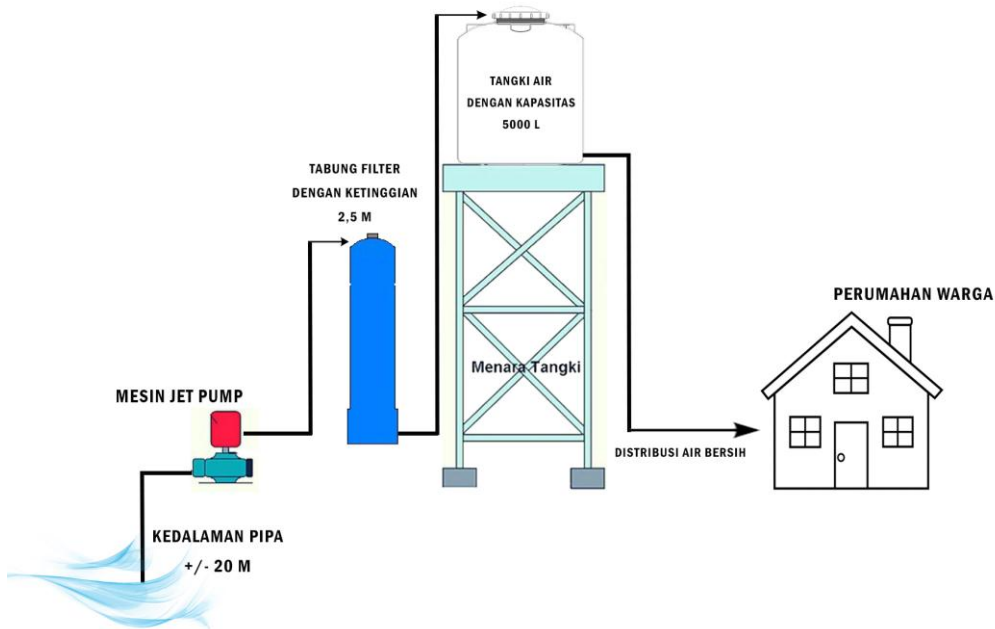 TANGKI AIR
DENGAN KAPASITAS
5000 L
TABUNG FILTER
DENGAN KETINGGIAN
2,5 M
PERUMAHAN WARGA
Menara Tangki
MESIN JET PUMP
DISTRIBUSI AIR BERSIH
KEDALAMAN PIPA
+/- 20 M